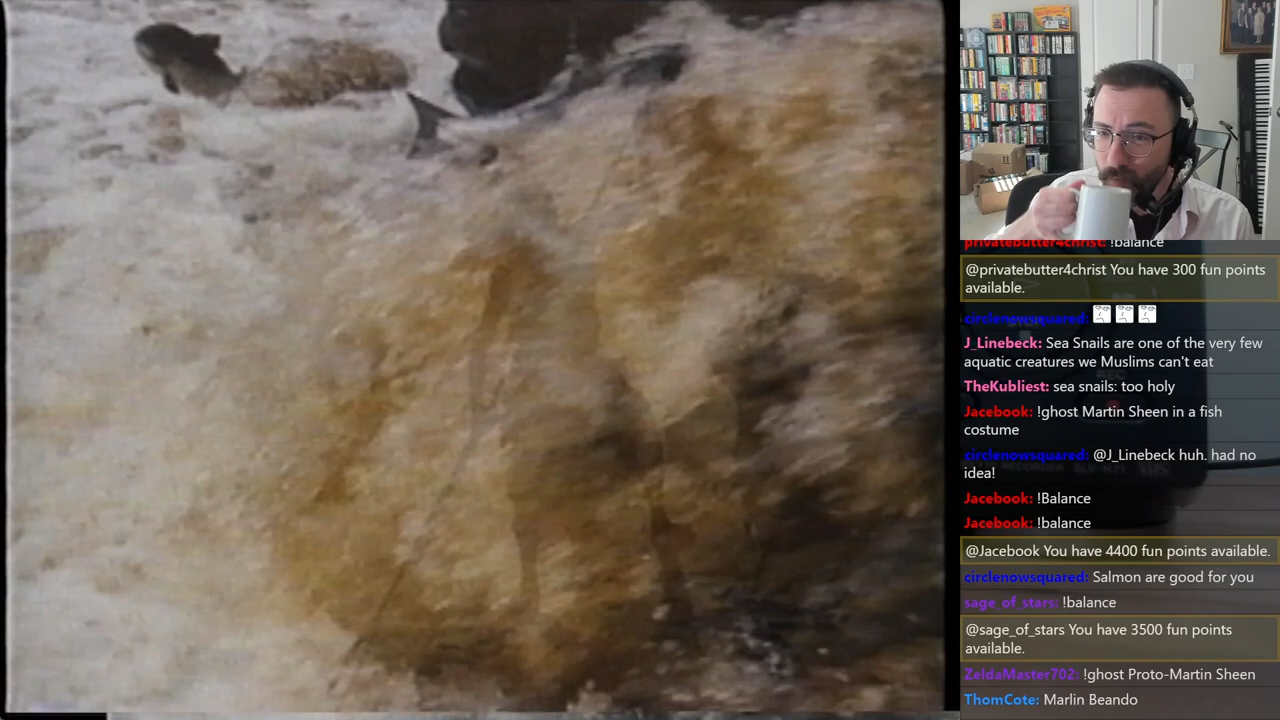 privatebutter4christ: !balance
@privatebutter4christ You have 300 fun points
available.
circlenowsquared:
J_Linebeck: Sea Snails are one of the very few
aquatic creatures we Muslims can't eat
TheKubliest: sea snails: too holy
Jacebook: !ghost Martin Sheen in a fish
costume
circlenowsquared: @J_Linebeck huh. had no
idea!
Jacebook: !Balance
Jacebook: !balance
@Jacebook You have 4400 fun points available.
circlenowsquared: Salmon are good for you
sage_of_stars: !balance
@sage_of_stars You have 3500 fun points
available.
ZeldaMaster702: !ghost Proto-Martin Sheen
ThomCote: Marlin Beando